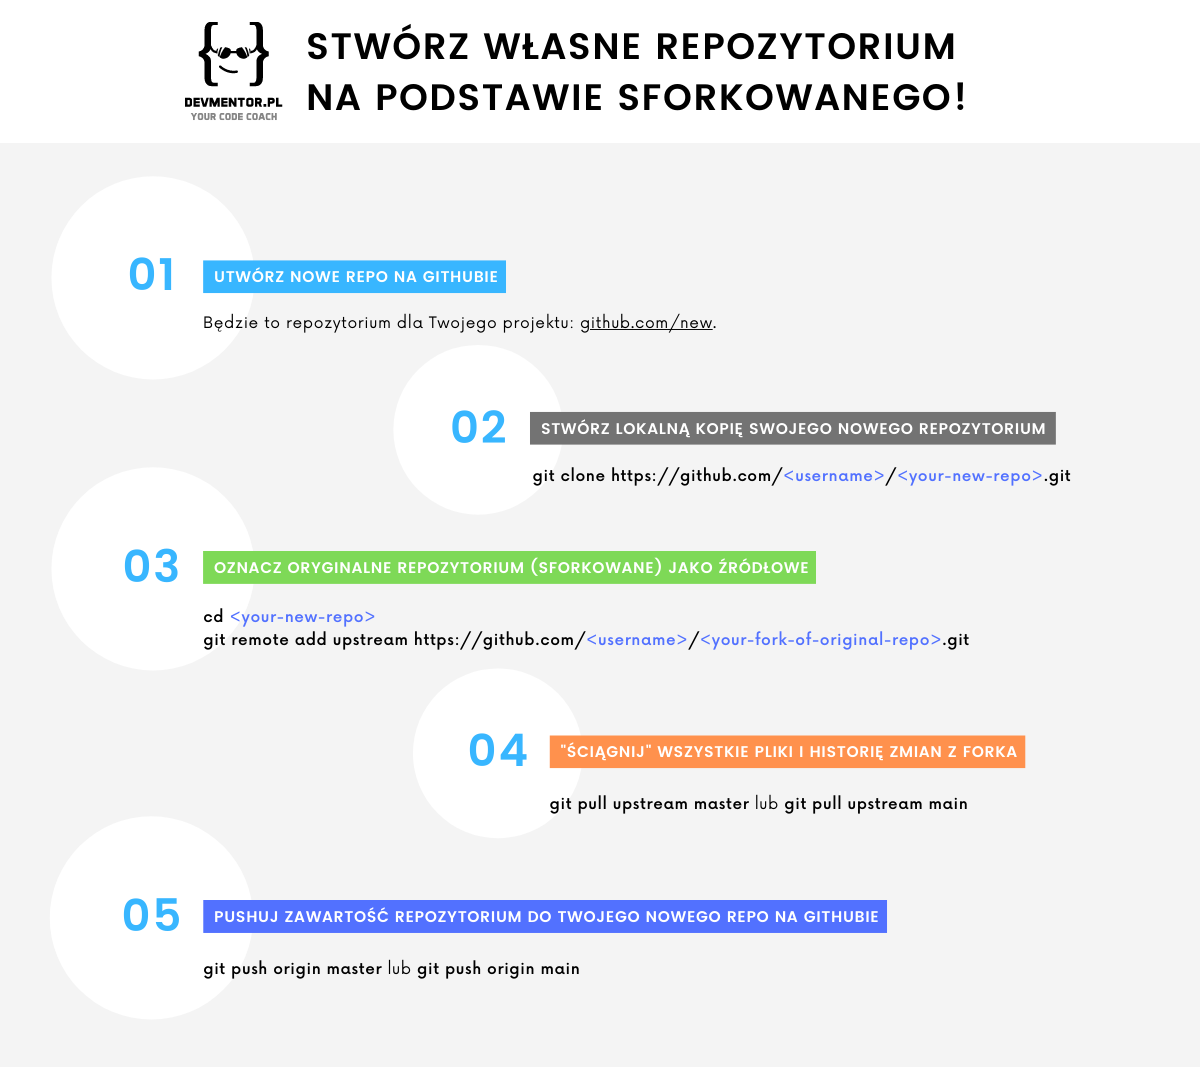 DEVMENTOR.PL
YOUR CODE COACH
STWÓRZ WŁASNE REPOZYTORIUM
NA PODSTAWIE SFORKOWANEGO!
01
UTWÓRZ NOWE REPO NA GITHUBIE
Będzie to repozytorium dla Twojego projektu: github.com/new.
02
STWÓRZ LOKALNĄ KOPIĘ SWOJEGO NOWEGO REPOZYTORIUM
git clone https://github.com/<username>/<your-new-repo>.git
03
OZNACZ ORYGINALNE REPOZYTORIUM (SFORKOWANE) JAKO ŹRÓDŁOWE
cd <your-new-repo>
git remote add upstream https://github.com/<username>/<your-fork-of-original-repo>.git
04
"ŚCIĄGNIJ" WSZYSTKIE PLIKI I HISTORIĘ ZMIAN Z FORKA
git pull upstream master lub git pull upstream main
05
PUSHUJ ZAWARTOŚĆ REPOZYTORIUM DO TWOJEGO NOWEGO REPO NA GITHUBIE
git push origin master lub git push origin main